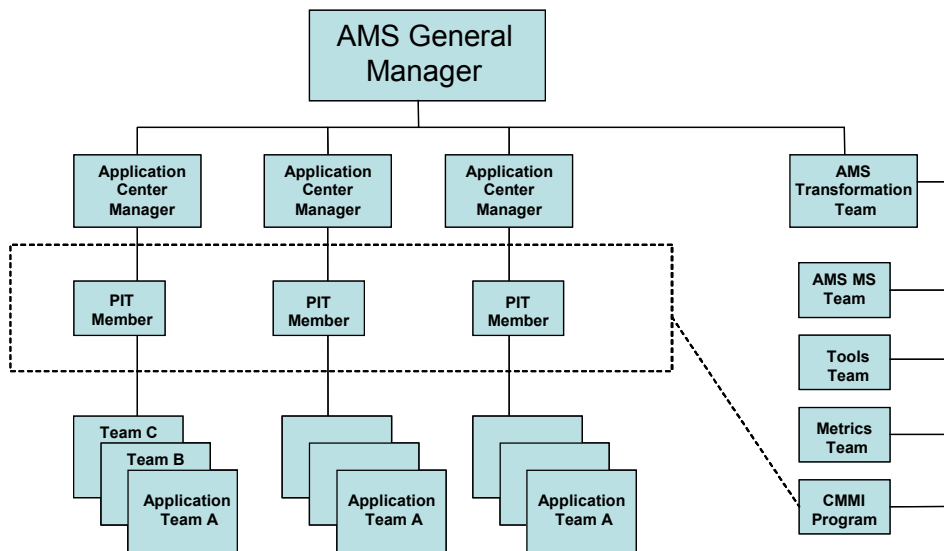 AMS General
Manager
Application
Center
Manager
Application
Center
Manager
Application
Center
Manager
AMS
Transformation
Team
PIT
Member
PIT
Member
PIT
Member
AMS MS
Team
Tools
Team
Metrics
Team
CMMI
Program
Team C
Team B
Application
Team A
Application
Team A
Application
Team A